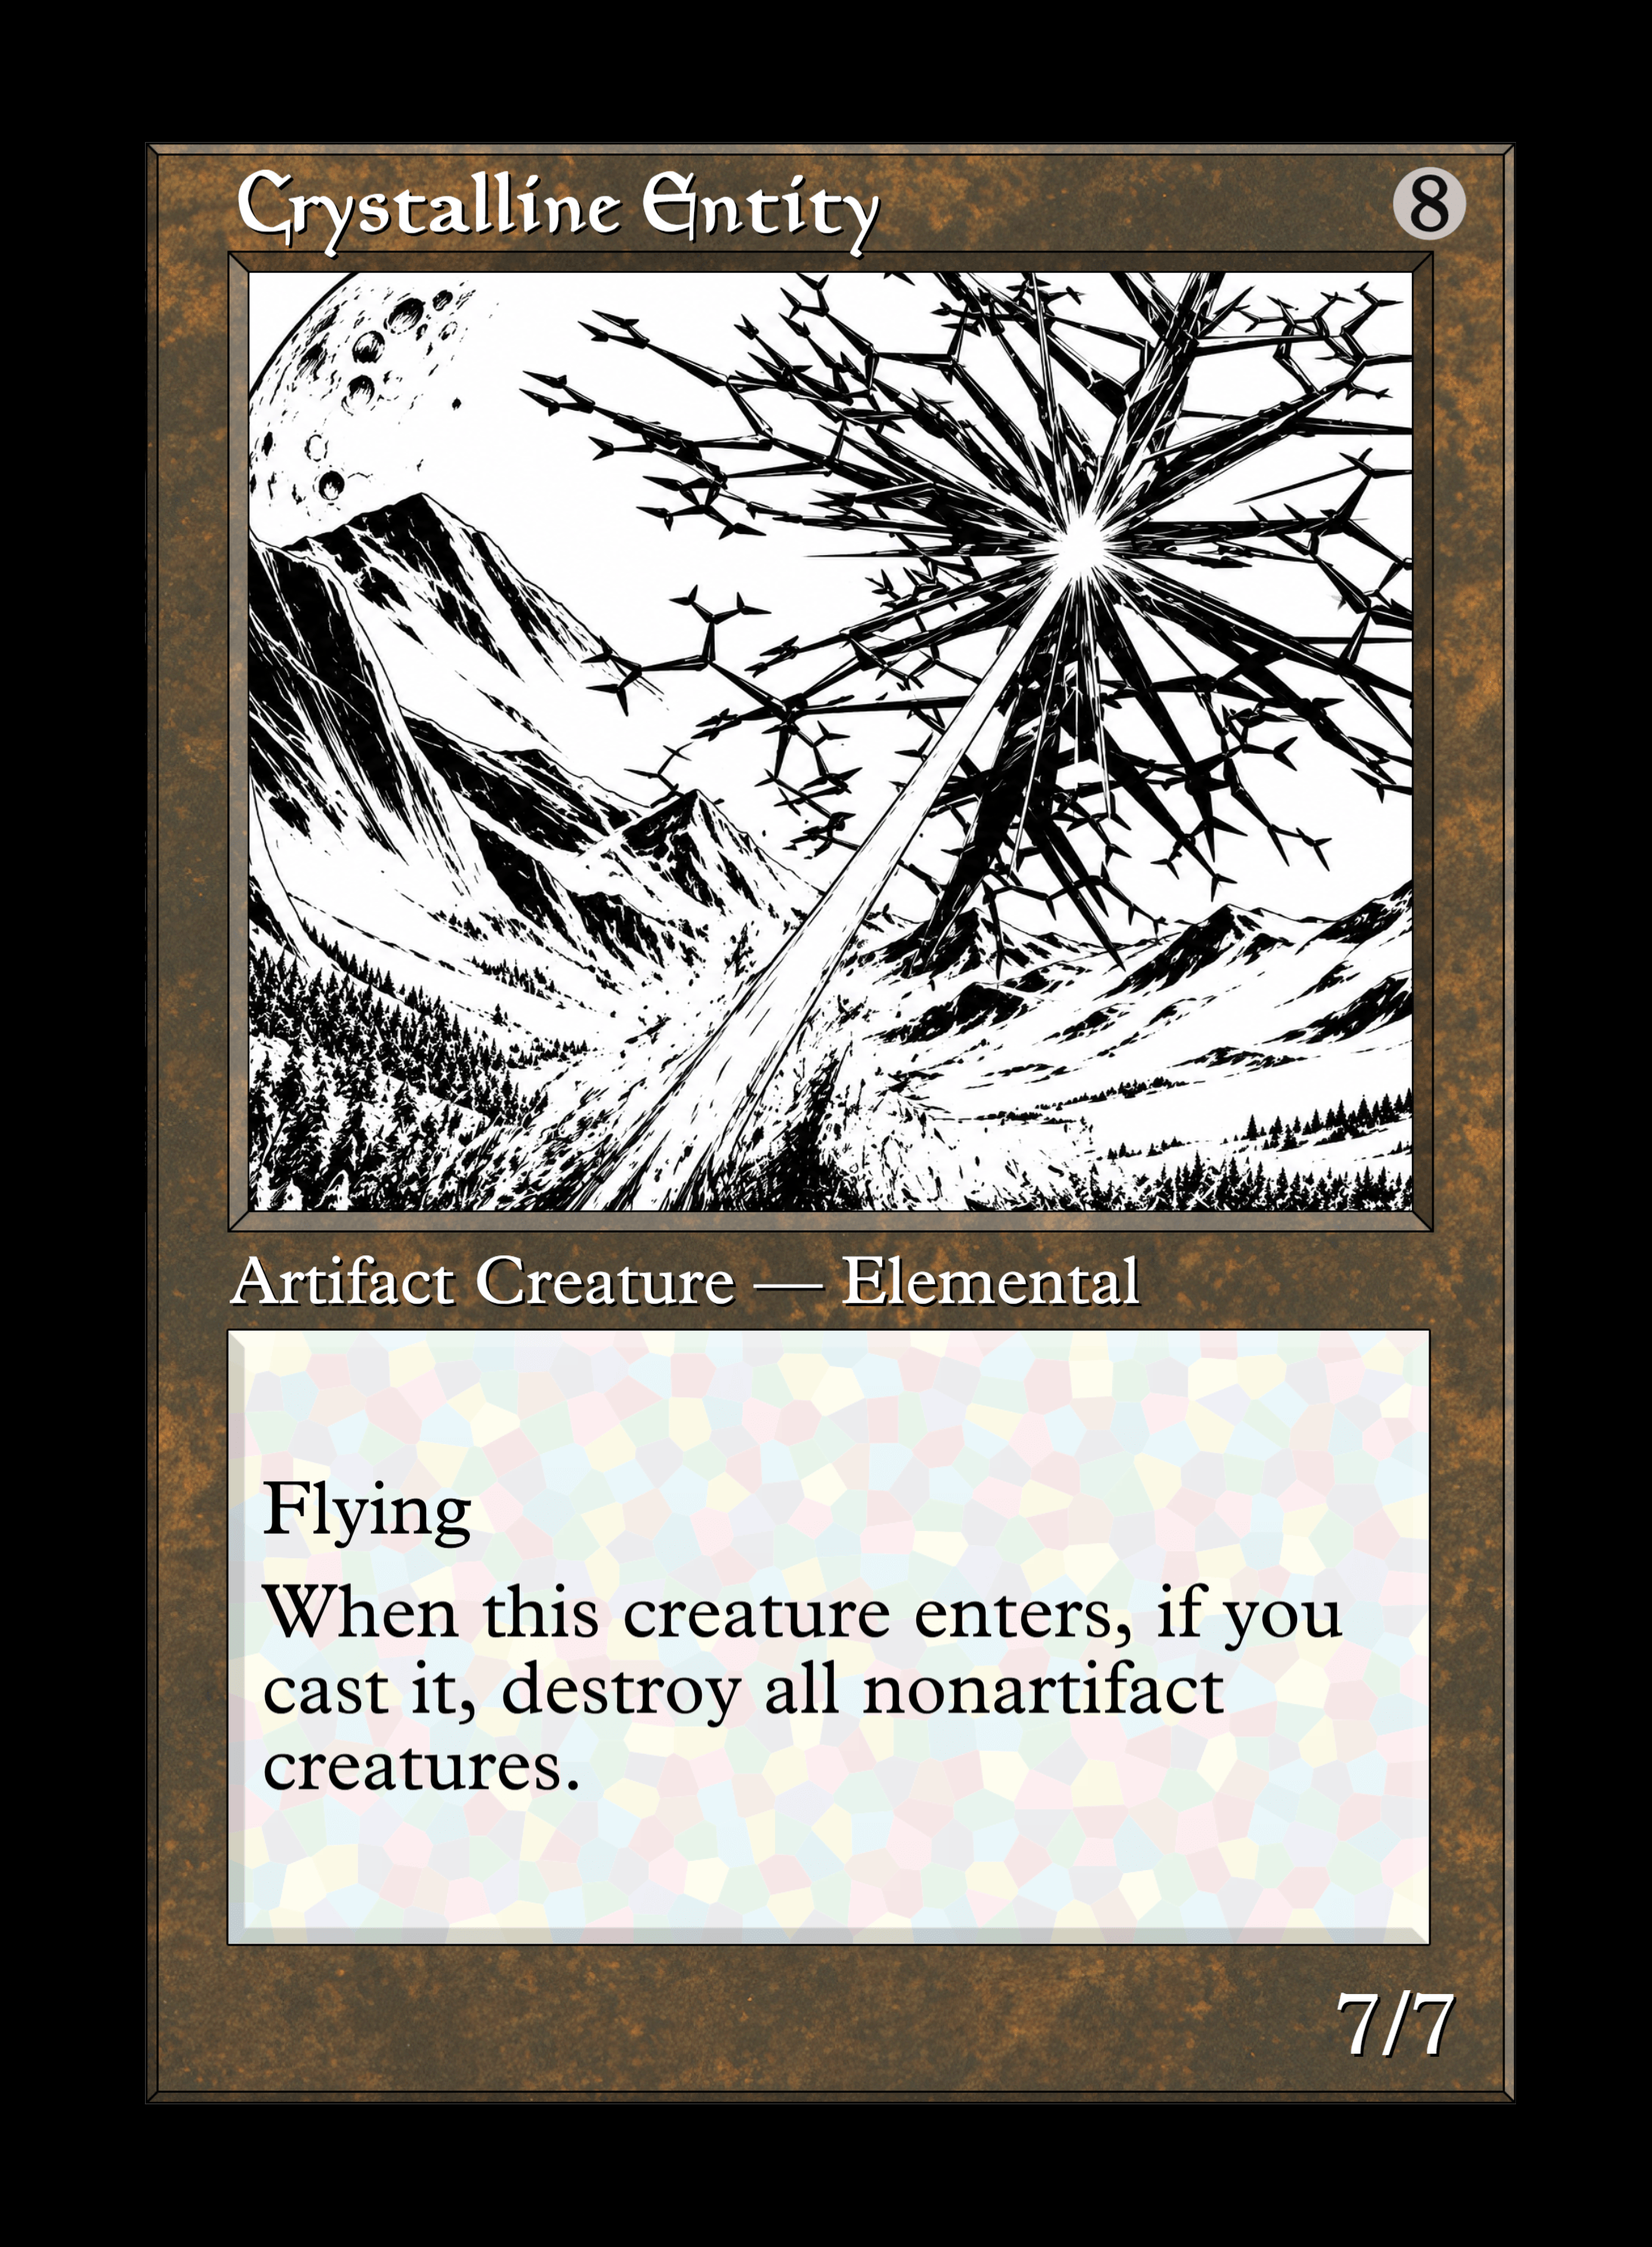 Crystalline Entity
8
Artifact Creature — Elemental
Flying
When this creature enters, if you
cast it, destroy all nonartifact
creatures.
7/7